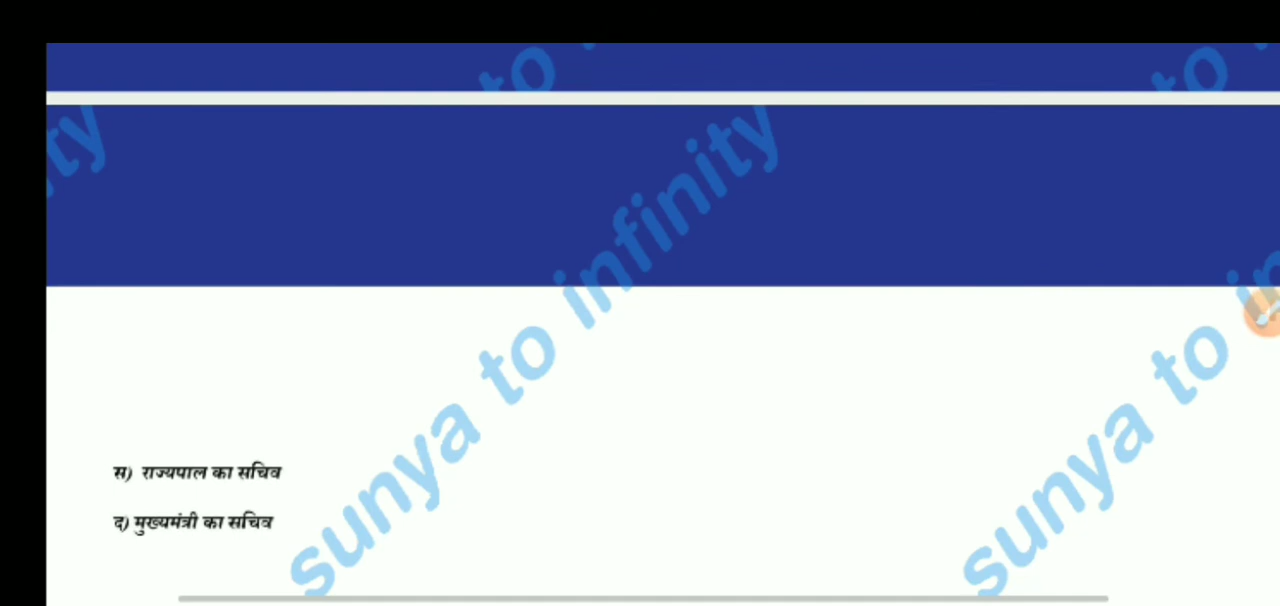 sunya to infinity
स) राज्यपाल का सचिव
द) मुख्यमंत्री का सचिव
sunya to